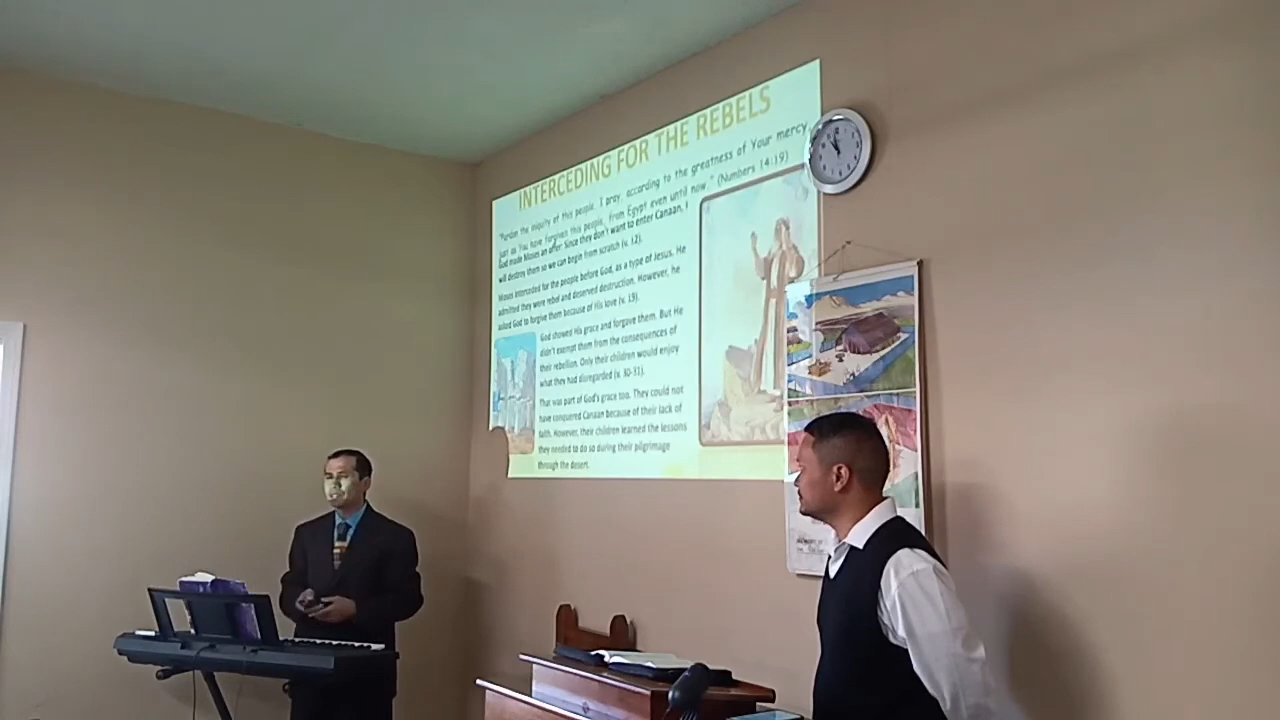 INTERCEDING FOR THE REBELS
"Pardon the iniquity of this people, I pray, according to the greatness of Your mercy,
just as You have forgiven this people, from Egypt even until now." (Numbers 14:19)
God made Moses an offer: Since they don't want to enter Canaan, I
will destroy them so we can begin from scratch (v. 12).
Moses interceded for the people before God, as a type of Jesus. He
admitted they were rebel and deserved destruction. However, he
asked God to forgive them because of His love (v. 19).
God showed His grace and forgave them. But He
didn't exempt them from the consequences of
their rebellion. Only their children would enjoy
what they had disregarded (v. 30-31).
That was part of God's grace too. They could not
have conquered Canaan because of their lack of
faith. However, their children learned the lessons
they needed to do so during their pilgrimage
through the desert.